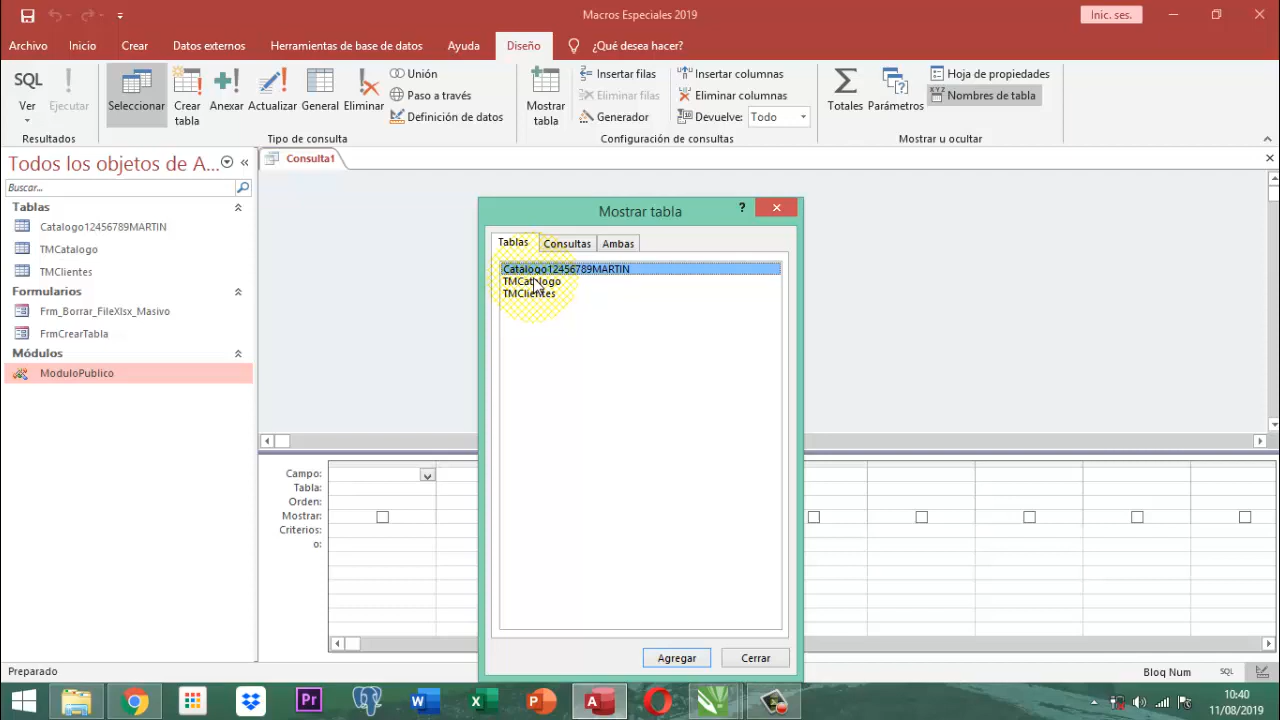 Macros Especiales 2019
Inic. ses.
Archivo
Inicio
Crear
Datos externos
Herramientas de base de datos
Ayuda
Diseño
¿Qué desea hacer?
SQL
Ver
Ejecutar
Resultados
Seleccionar
Crear tabla
Anexar
Actualizar
General
Eliminar
Unión
Paso a través
Definición de datos
Tipo de consulta
Mostrar tabla
Insertar filas
Eliminar filas
Generador
Insertar columnas
Eliminar columnas
Devuelve: Todo
Configuración de consultas
Totales
Parámetros
Hoja de propiedades
XYZ Nombres de tabla
Mostrar u ocultar
Todos los objetos de A...
Buscar...
Tablas
Catalogo12456789MARTIN
TMCatalogo
TMClientes
Formularios
Frm_Borrar_FileXlsx_Masivo
FrmCrearTabla
Módulos
ModuloPublico
Consulta1
Mostrar tabla
?
Tablas
Consultas
Ambas
Catalogo12456789MARTIN
TMCatalogo
TMClientes
Agregar
Cerrar
Campo:
Tabla:
Orden:
Mostrar:
Criterios:
o:
Preparado
Bloq Num
SQL
Pr
10:40
11/08/2019